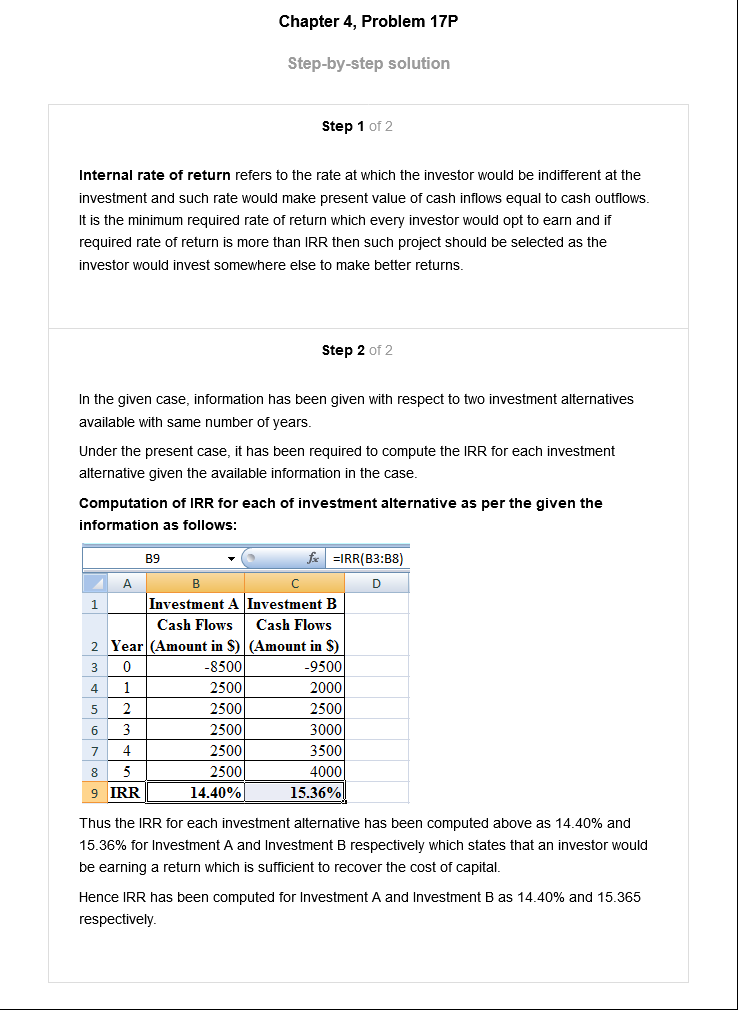 Chapter 4, Problem 17P
Step-by-step solution
Step 1 of 2
Internal rate of return refers to the rate at which the investor would be indifferent at the
investment and such rate would make present value of cash inflows equal to cash outflows.
It is the minimum required rate of return which every investor would opt to earn and if
required rate of return is more than IRR then such project should be selected as the
investor would invest somewhere else to make better returns.
Step 2 of 2
In the given case, information has been given with respect to two investment alternatives
available with same number of years.
Under the present case, it has been required to compute the IRR for each investment
alternative given the available information in the case.
Computation of IRR for each of investment alternative as per the given the
information as follows:
B9 fx =IRR(B3:B8)
A B C D
1 Investment A Investment B
Cash Flows Cash Flows
2 Year (Amount in $) (Amount in $)
3 0 -8500 -9500
4 1 2500 2000
5 2 2500 2500
6 3 2500 3000
7 4 2500 3500
8 5 2500 4000
9 IRR 14.40% 15.36%
Thus the IRR for each investment alternative has been computed above as 14.40% and
15.36% for Investment A and Investment B respectively which states that an investor would
be earning a return which is sufficient to recover the cost of capital.
Hence IRR has been computed for Investment A and Investment B as 14.40% and 15.365
respectively.